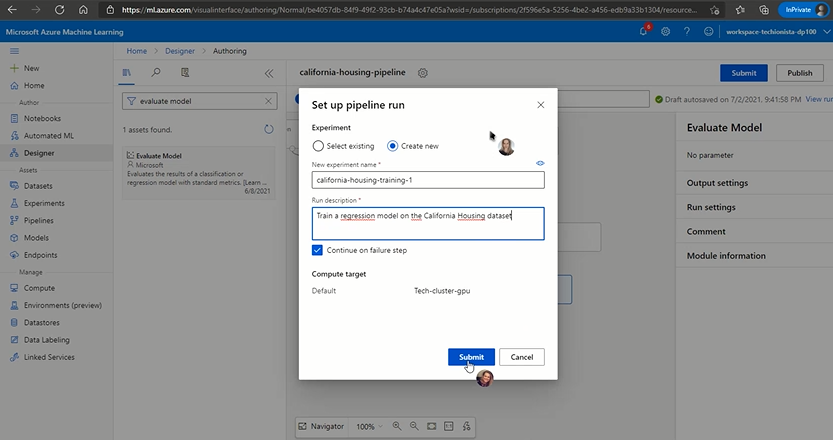 https://ml.azure.com/visualinterface/authoring/Normal/be4057db-84f9-49f2-93cb-b74a4c47e05a?wsid=/subscriptions/2f596e5a-5256-4be2-a456-edb9a33b1304/resource...
InPrivate
Microsoft Azure Machine Learning
8
workspace-techionista-dp100
Home > Designer > Authoring
New
Home
Author
Notebooks
Automated ML
Designer
Assets
Datasets
Experiments
Pipelines
Models
Endpoints
Manage
Compute
Environments (preview)
Datastores
Data Labeling
Linked Services
evaluate model
1 assets found.
Evaluate Model
Microsoft
Evaluates the results of a classification or regression model with standard metrics. [Learn ...
6/8/2021
california-housing-pipeline
Submit
Publish
Draft autosaved on 7/2/2021, 9:41:58 PM
View run
Set up pipeline run
Experiment
Select existing
Create new
New experiment name *
california-housing-training-1
Run description *
Train a regression model on the California Housing dataset
Continue on failure step
Compute target
Default
Tech-cluster-gpu
Submit
Cancel
Evaluate Model
No parameter
Output settings
Run settings
Comment
Module information
Navigator
100%